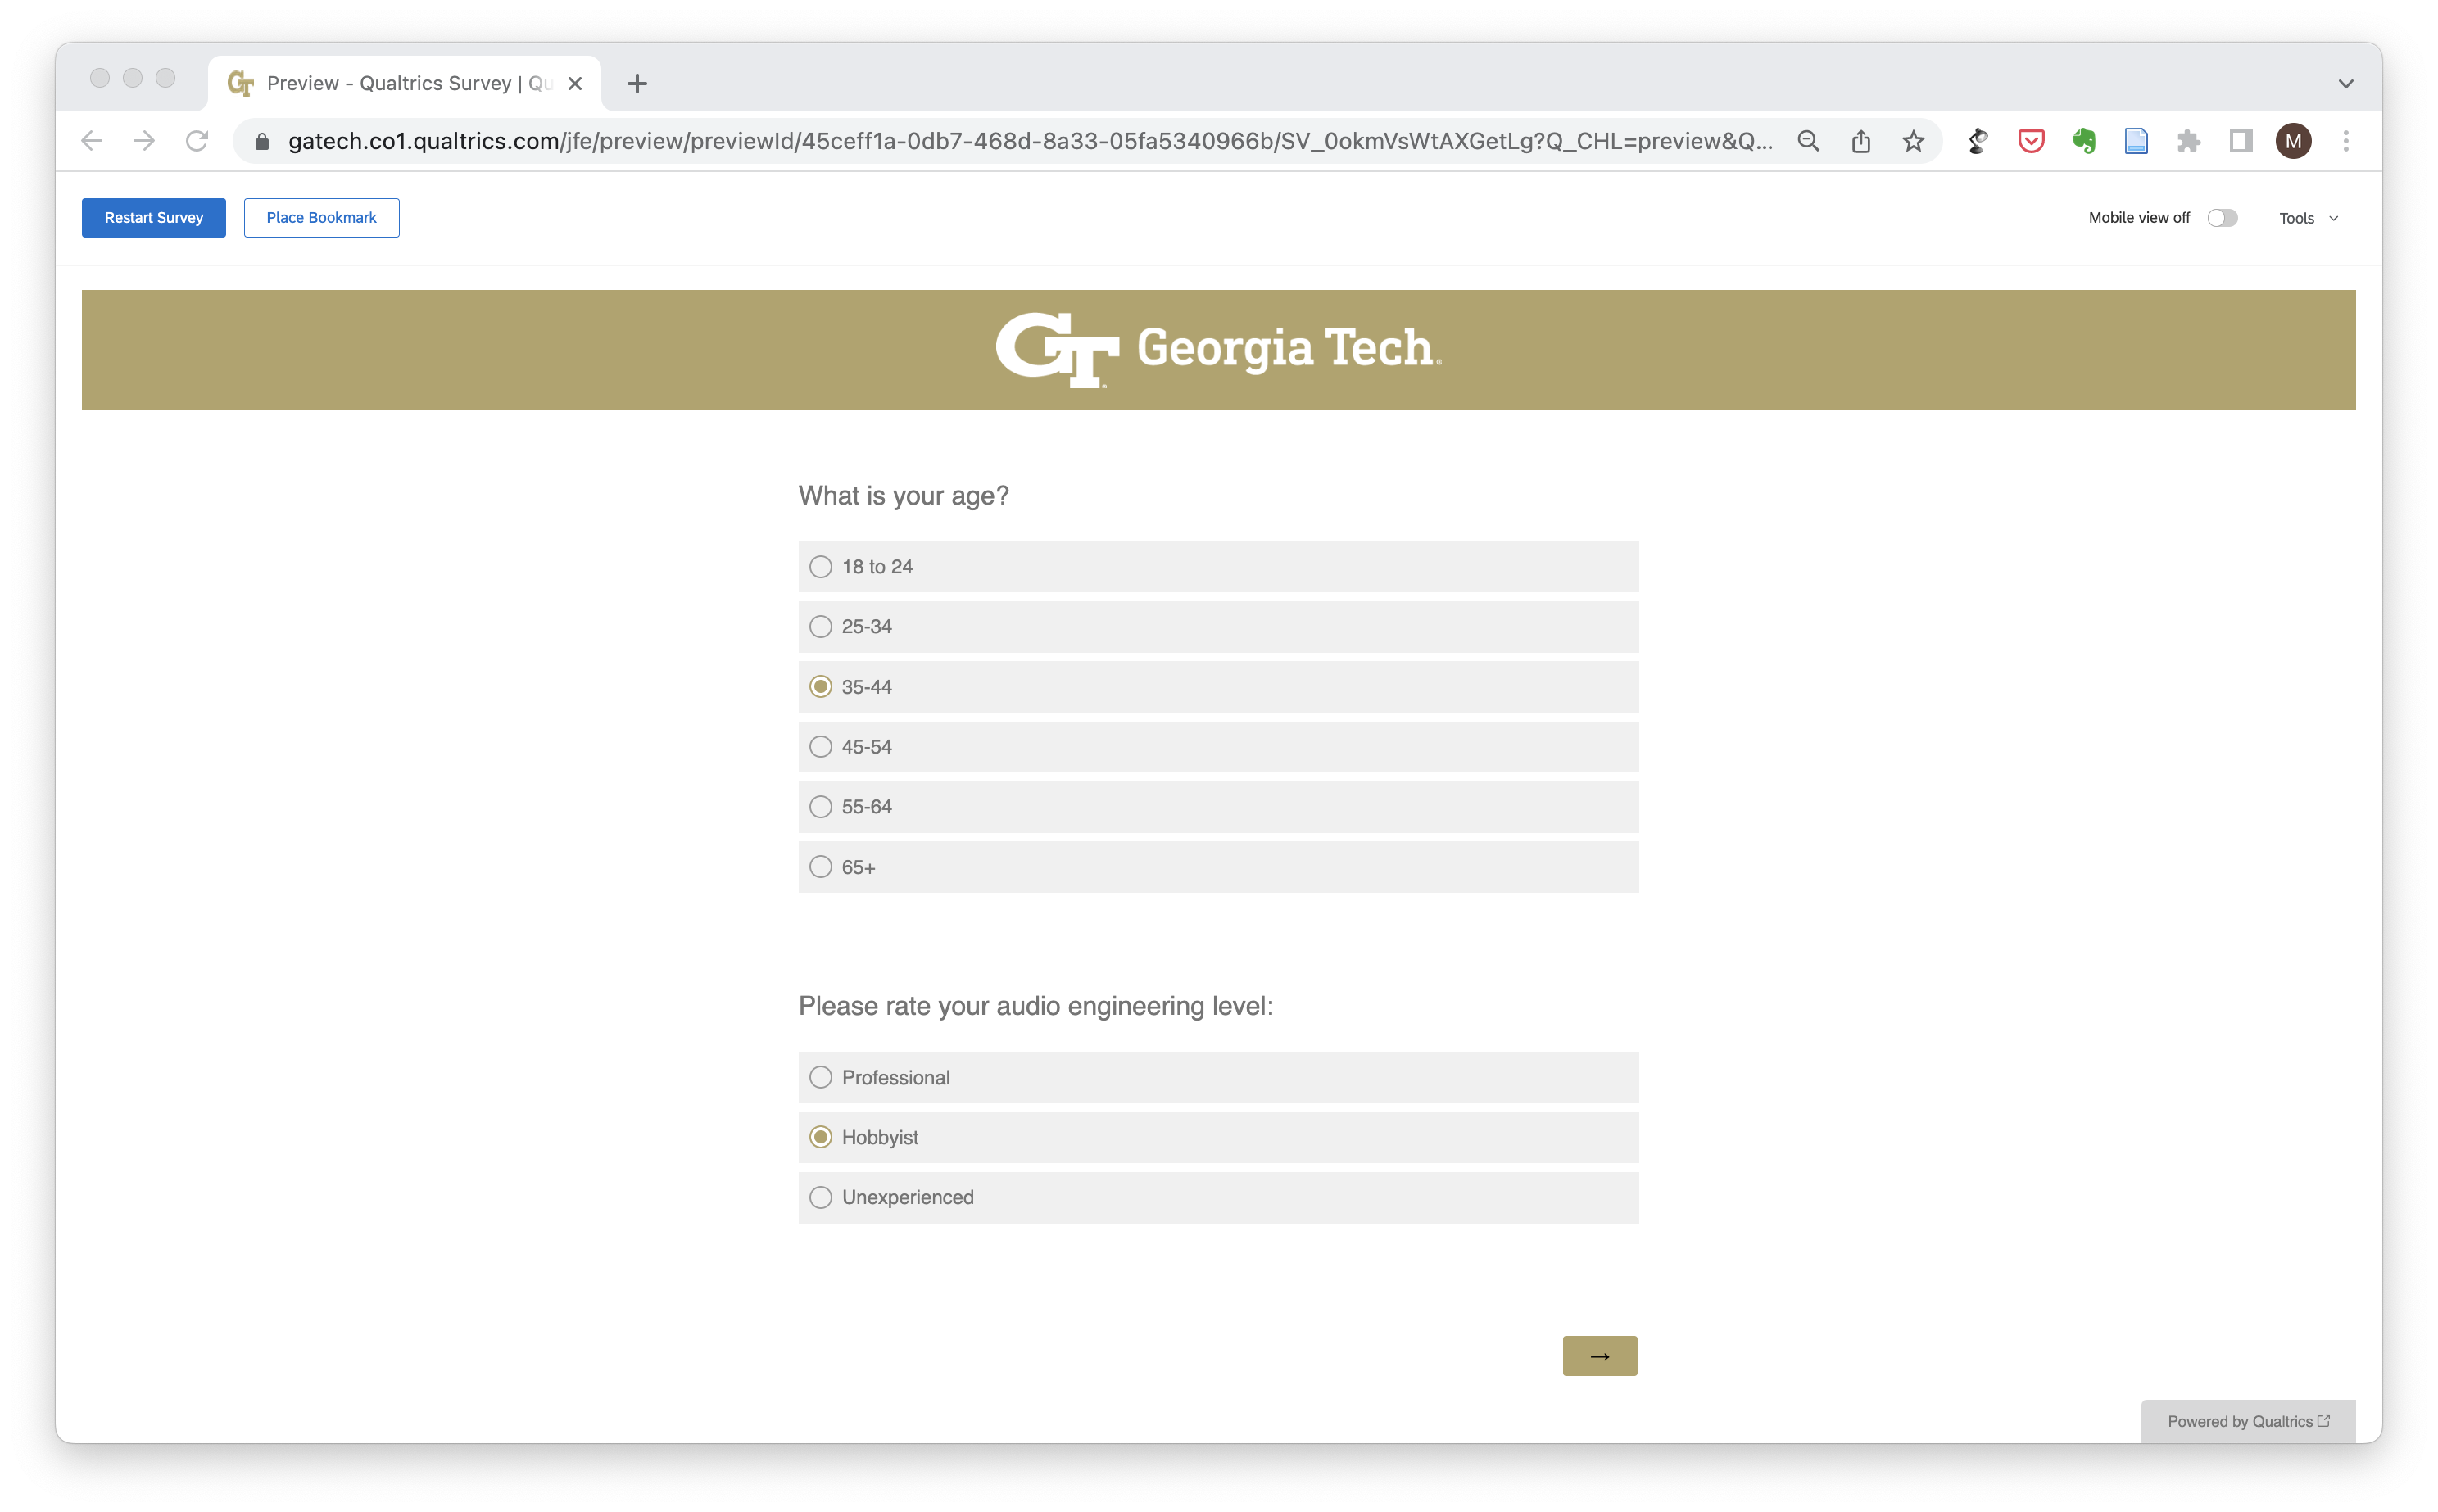 Preview - Qualtrics Survey | Qu
gatech.co1.qualtrics.com/jfe/preview/previewId/45ceff1a-0db7-468d-8a33-05fa5340966b/SV_0okmVsWtAXGetLg?Q_CHL=preview&Q...
M
Restart Survey
Place Bookmark
Mobile view off
Tools
GT Georgia Tech
What is your age?
18 to 24
25-34
35-44
45-54
55-64
65+
Please rate your audio engineering level:
Professional
Hobbyist
Unexperienced
→
Powered by Qualtrics